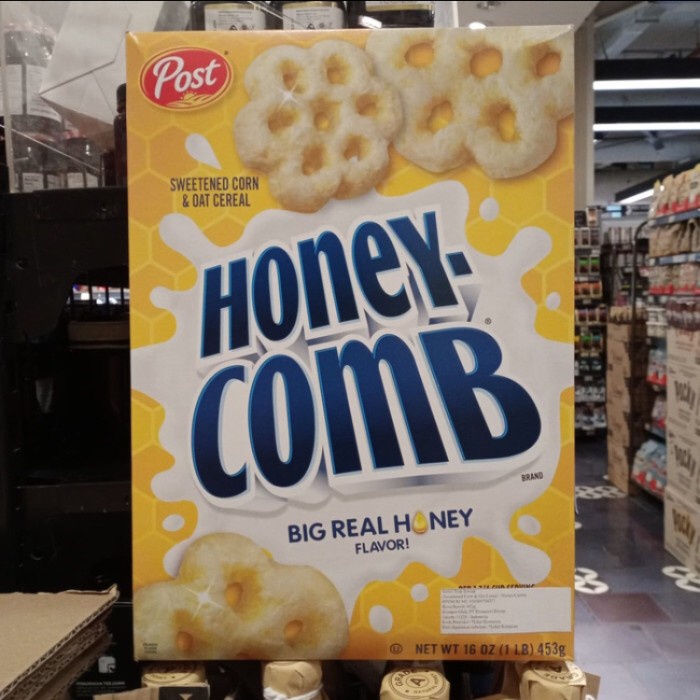 Post
SWEETENED CORN
& OAT CEREAL
HONEY-
COMB®
BRAND
BIG REAL HONEY
FLAVOR!
NET WT 16 OZ (1 LB) 453g